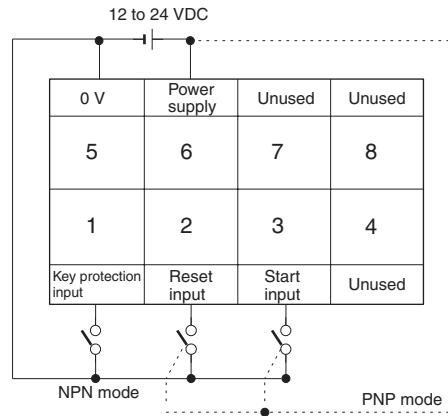 12 to 24 VDC
0 V
Power
supply
Unused
Unused
5
6
7
8
1
2
3
4
Key protection
input
Reset
input
Start
input
Unused
NPN mode
PNP mode